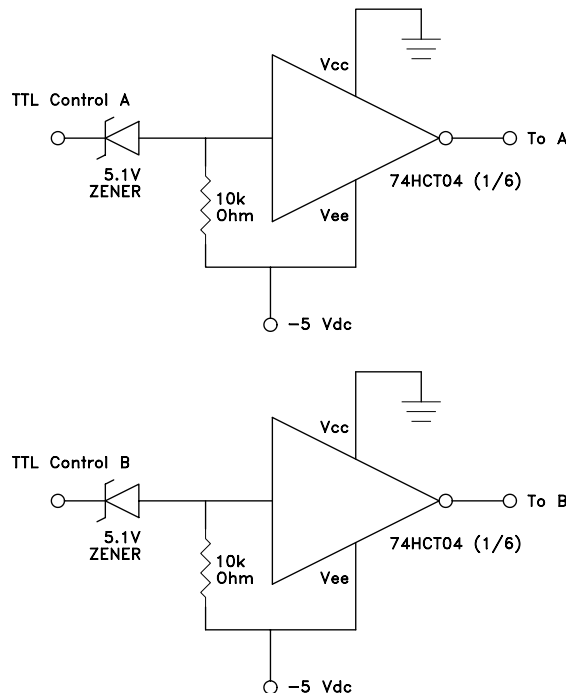 Vcc
TTL Control A
To A
5.1V
ZENER
74HCT04 (1/6)
10k
Ohm
Vee
-5 Vdc
Vcc
TTL Control B
To B
5.1V
ZENER
74HCT04 (1/6)
10k
Ohm
Vee
-5 Vdc